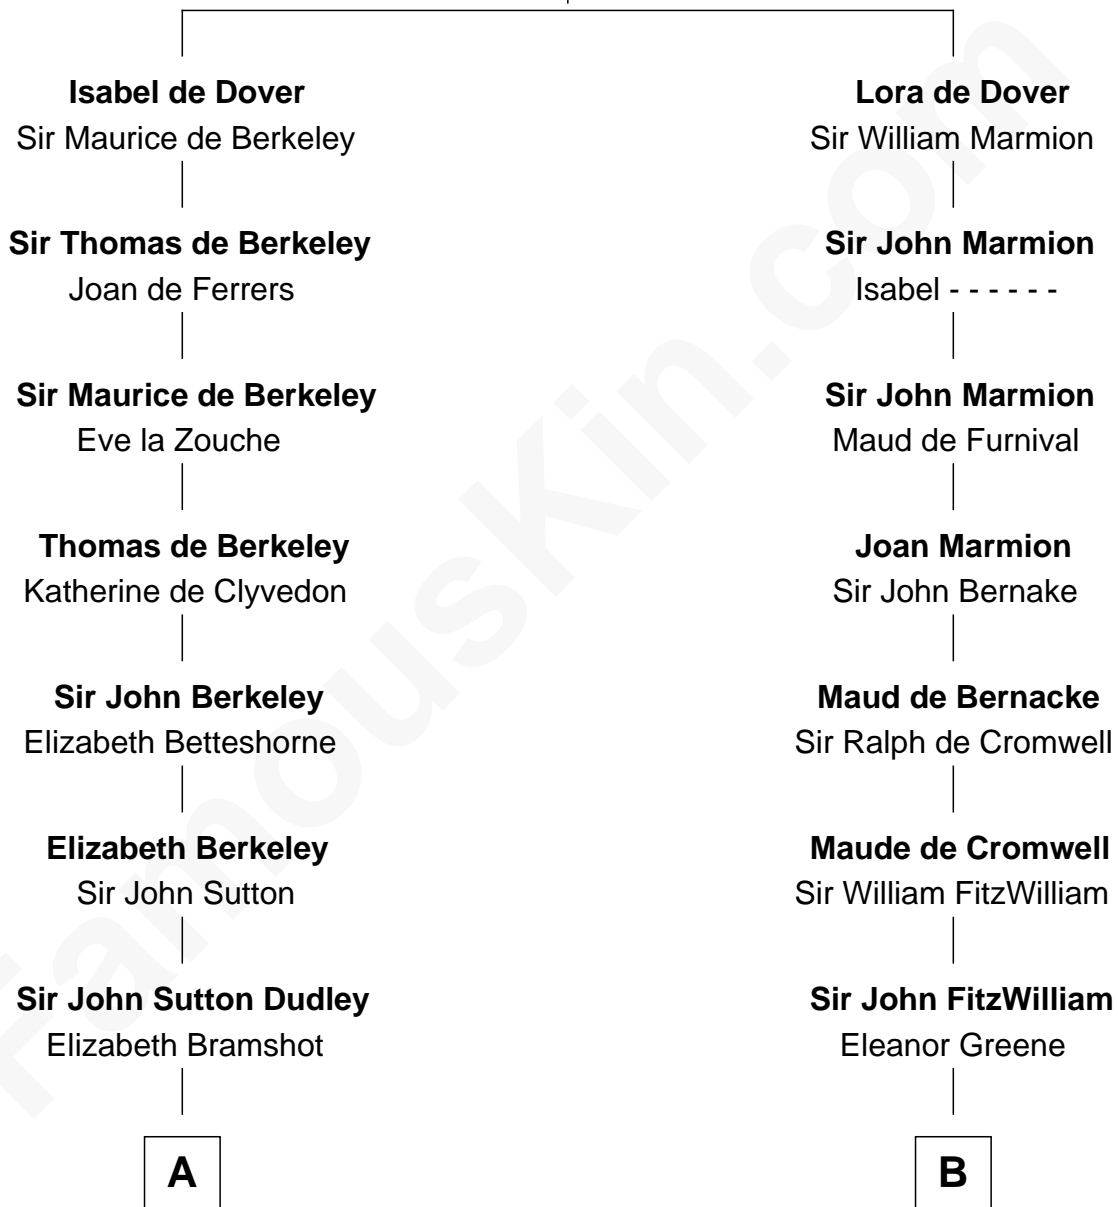 Isabel de Dover
Sir Maurice de Berkeley
Sir Thomas de Berkeley
Joan de Ferrers
Sir Maurice de Berkeley
Eve la Zouche
Thomas de Berkeley
Katherine de Clyvedon
Sir John Berkeley
Elizabeth Betteshorne
Elizabeth Berkeley
Sir John Sutton
Sir John Sutton Dudley
Elizabeth Bramshot
A
Lora de Dover
Sir William Marmion
Sir John Marmion
Isabel - - - - - -
Sir John Marmion
Maud de Furnival
Joan Marmion
Sir John Bernake
Maud de Bernacke
Sir Ralph de Cromwell
Maude de Cromwell
Sir William FitzWilliam
Sir John FitzWilliam
Eleanor Greene
B
FamousKin.com